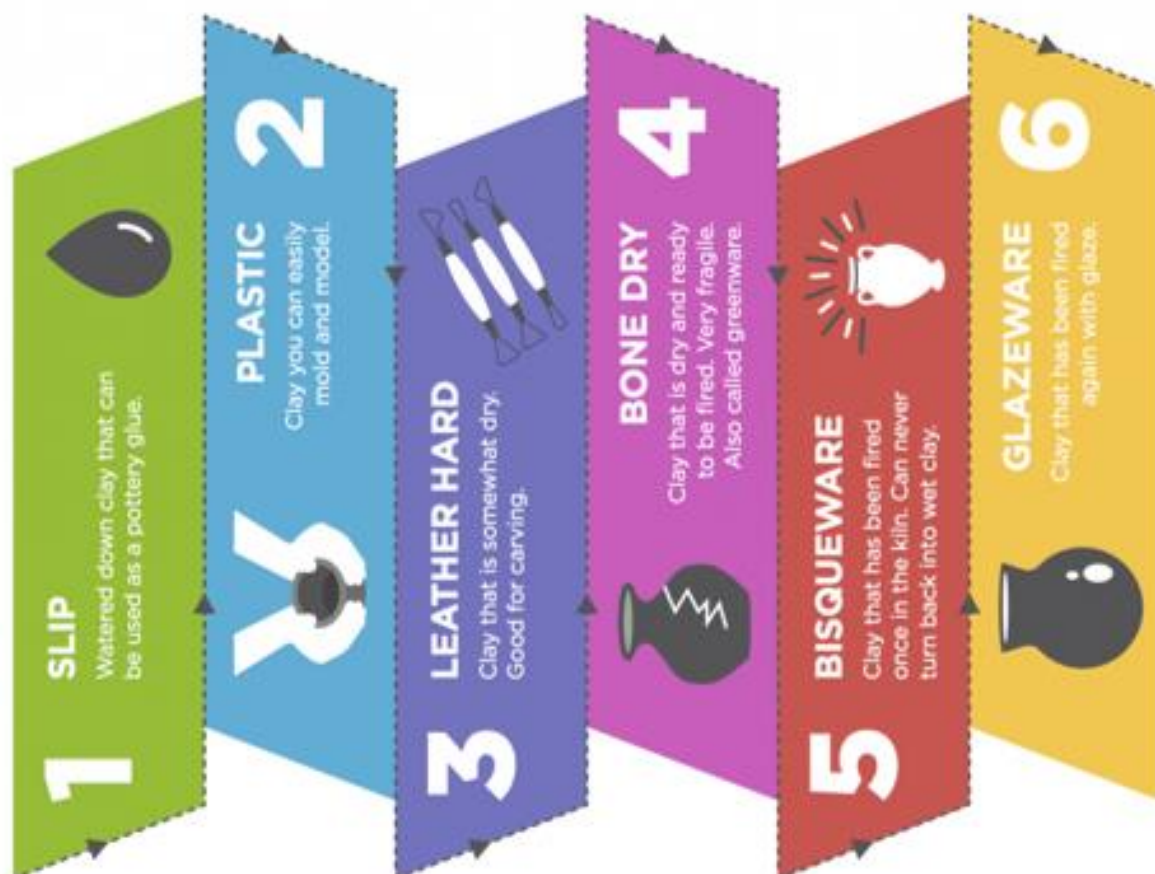 1
SLIP
Watered down clay that can
be used as a pottery glue.
2
PLASTIC
Clay you can easily
mold and model.
3
LEATHER HARD
Clay that is somewhat dry.
Good for carving.
4
BONE DRY
Clay that is dry and ready
to be fired. Very fragile.
Also called greenware.
5
BISQUEWARE
Clay that has been fired
once in the kiln. Can never
turn back into wet clay.
6
GLAZEWARE
Clay that has been fired
again with glaze.